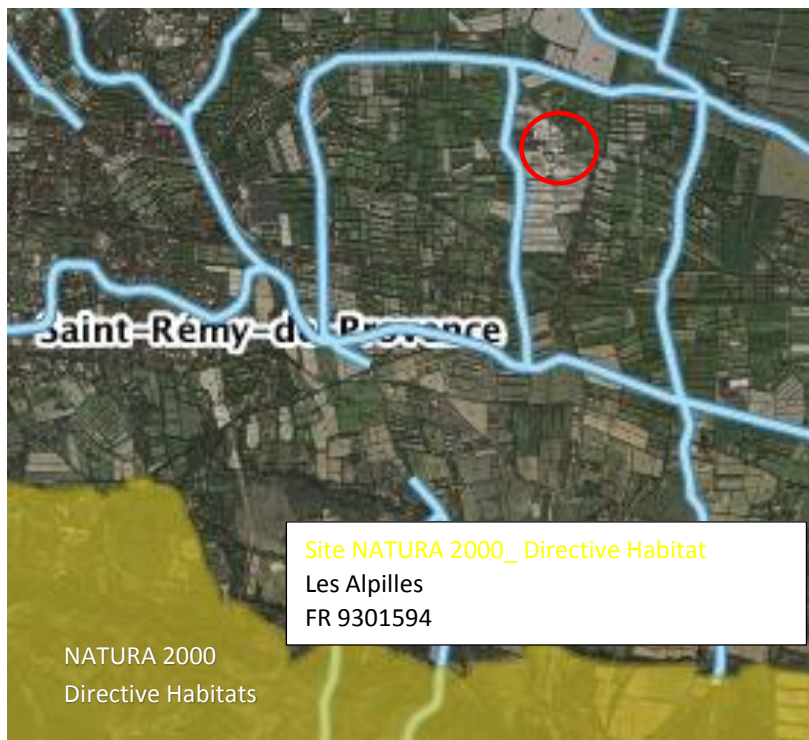 Saint-Rémy-de-Provence
Site NATURA 2000_ Directive Habitat
Les Alpilles
FR 9301594
NATURA 2000
Directive Habitats